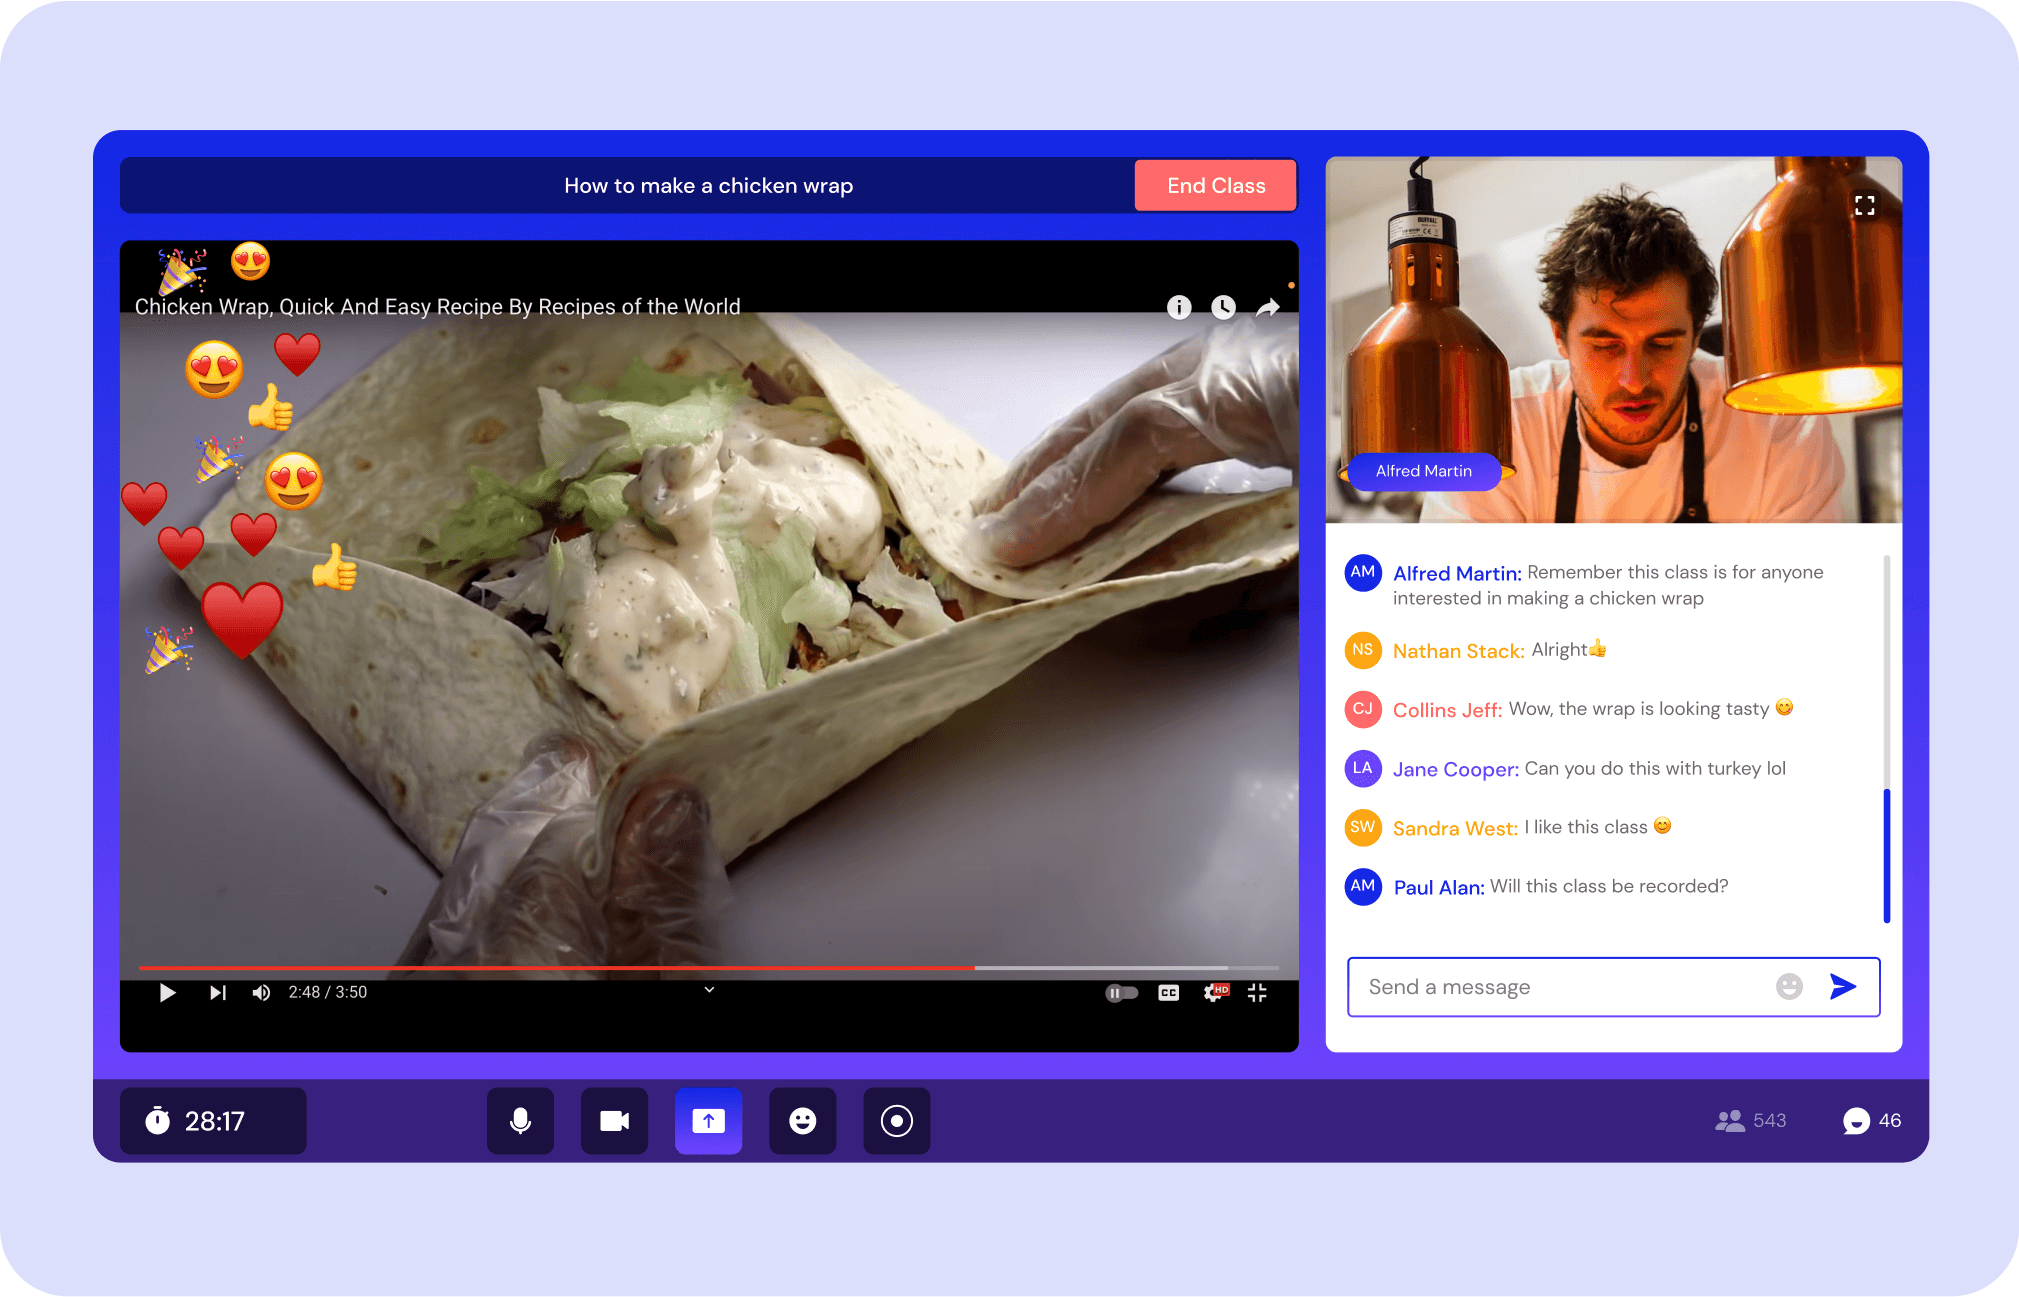 How to make a chicken wrap
End Class
Chicken Wrap, Quick And Easy Recipe By Recipes of the World
2:48 / 3:50
CC
HD
BUFFALO
Alfred Martin
AM Alfred Martin: Remember this class is for anyone
interested in making a chicken wrap
NS Nathan Stack: Alright👍
CJ Collins Jeff: Wow, the wrap is looking tasty 😋
LA Jane Cooper: Can you do this with turkey lol
SW Sandra West: I like this class 😊
AM Paul Alan: Will this class be recorded?
Send a message
28:17
543
46